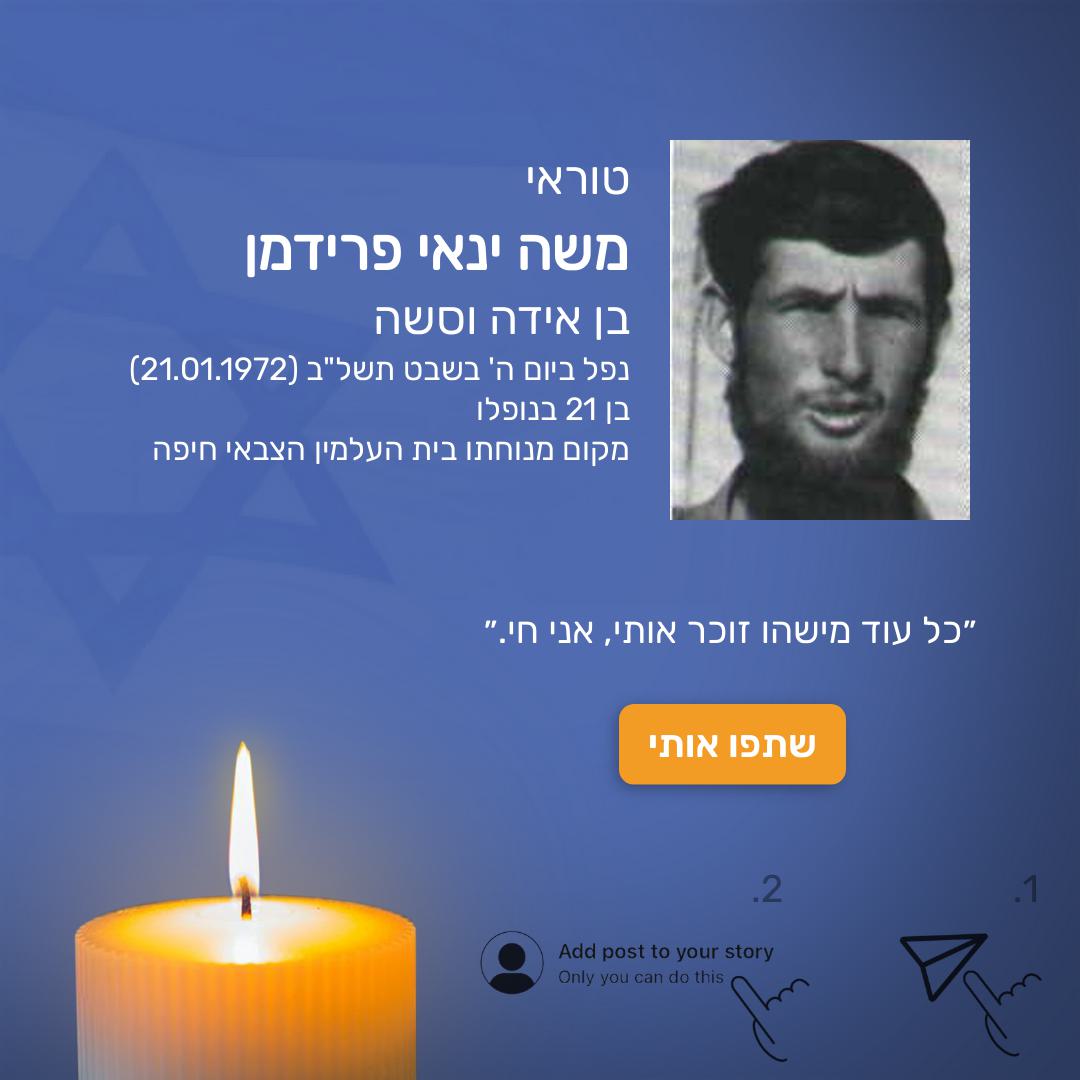 טוראי
משה ינאי פרידמן
בן אידה וסשה
נפל ביום ה' בשבט תשל"ב (21.01.1972)
בן 21 בנופלו
מקום מנוחתו בית העלמין הצבאי חיפה
״כל עוד מישהו זוכר אותי, אני חי.״
שתפו אותי
.1
.2
Add post to your story
Only you can do this